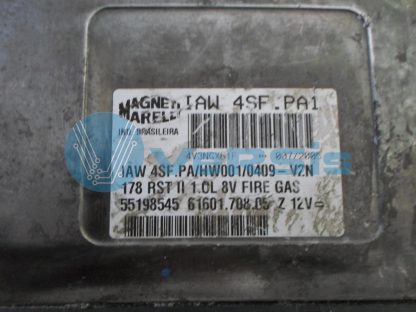 MAGNETI MARELLI IAW 4SF.PA1
IND. BRASILEIRA
IAW 4SF.PA/HW001/0409-V2N
178 RST II 1.0L 8V FIRE GAS
55198545 61601.708.05 Z 12V